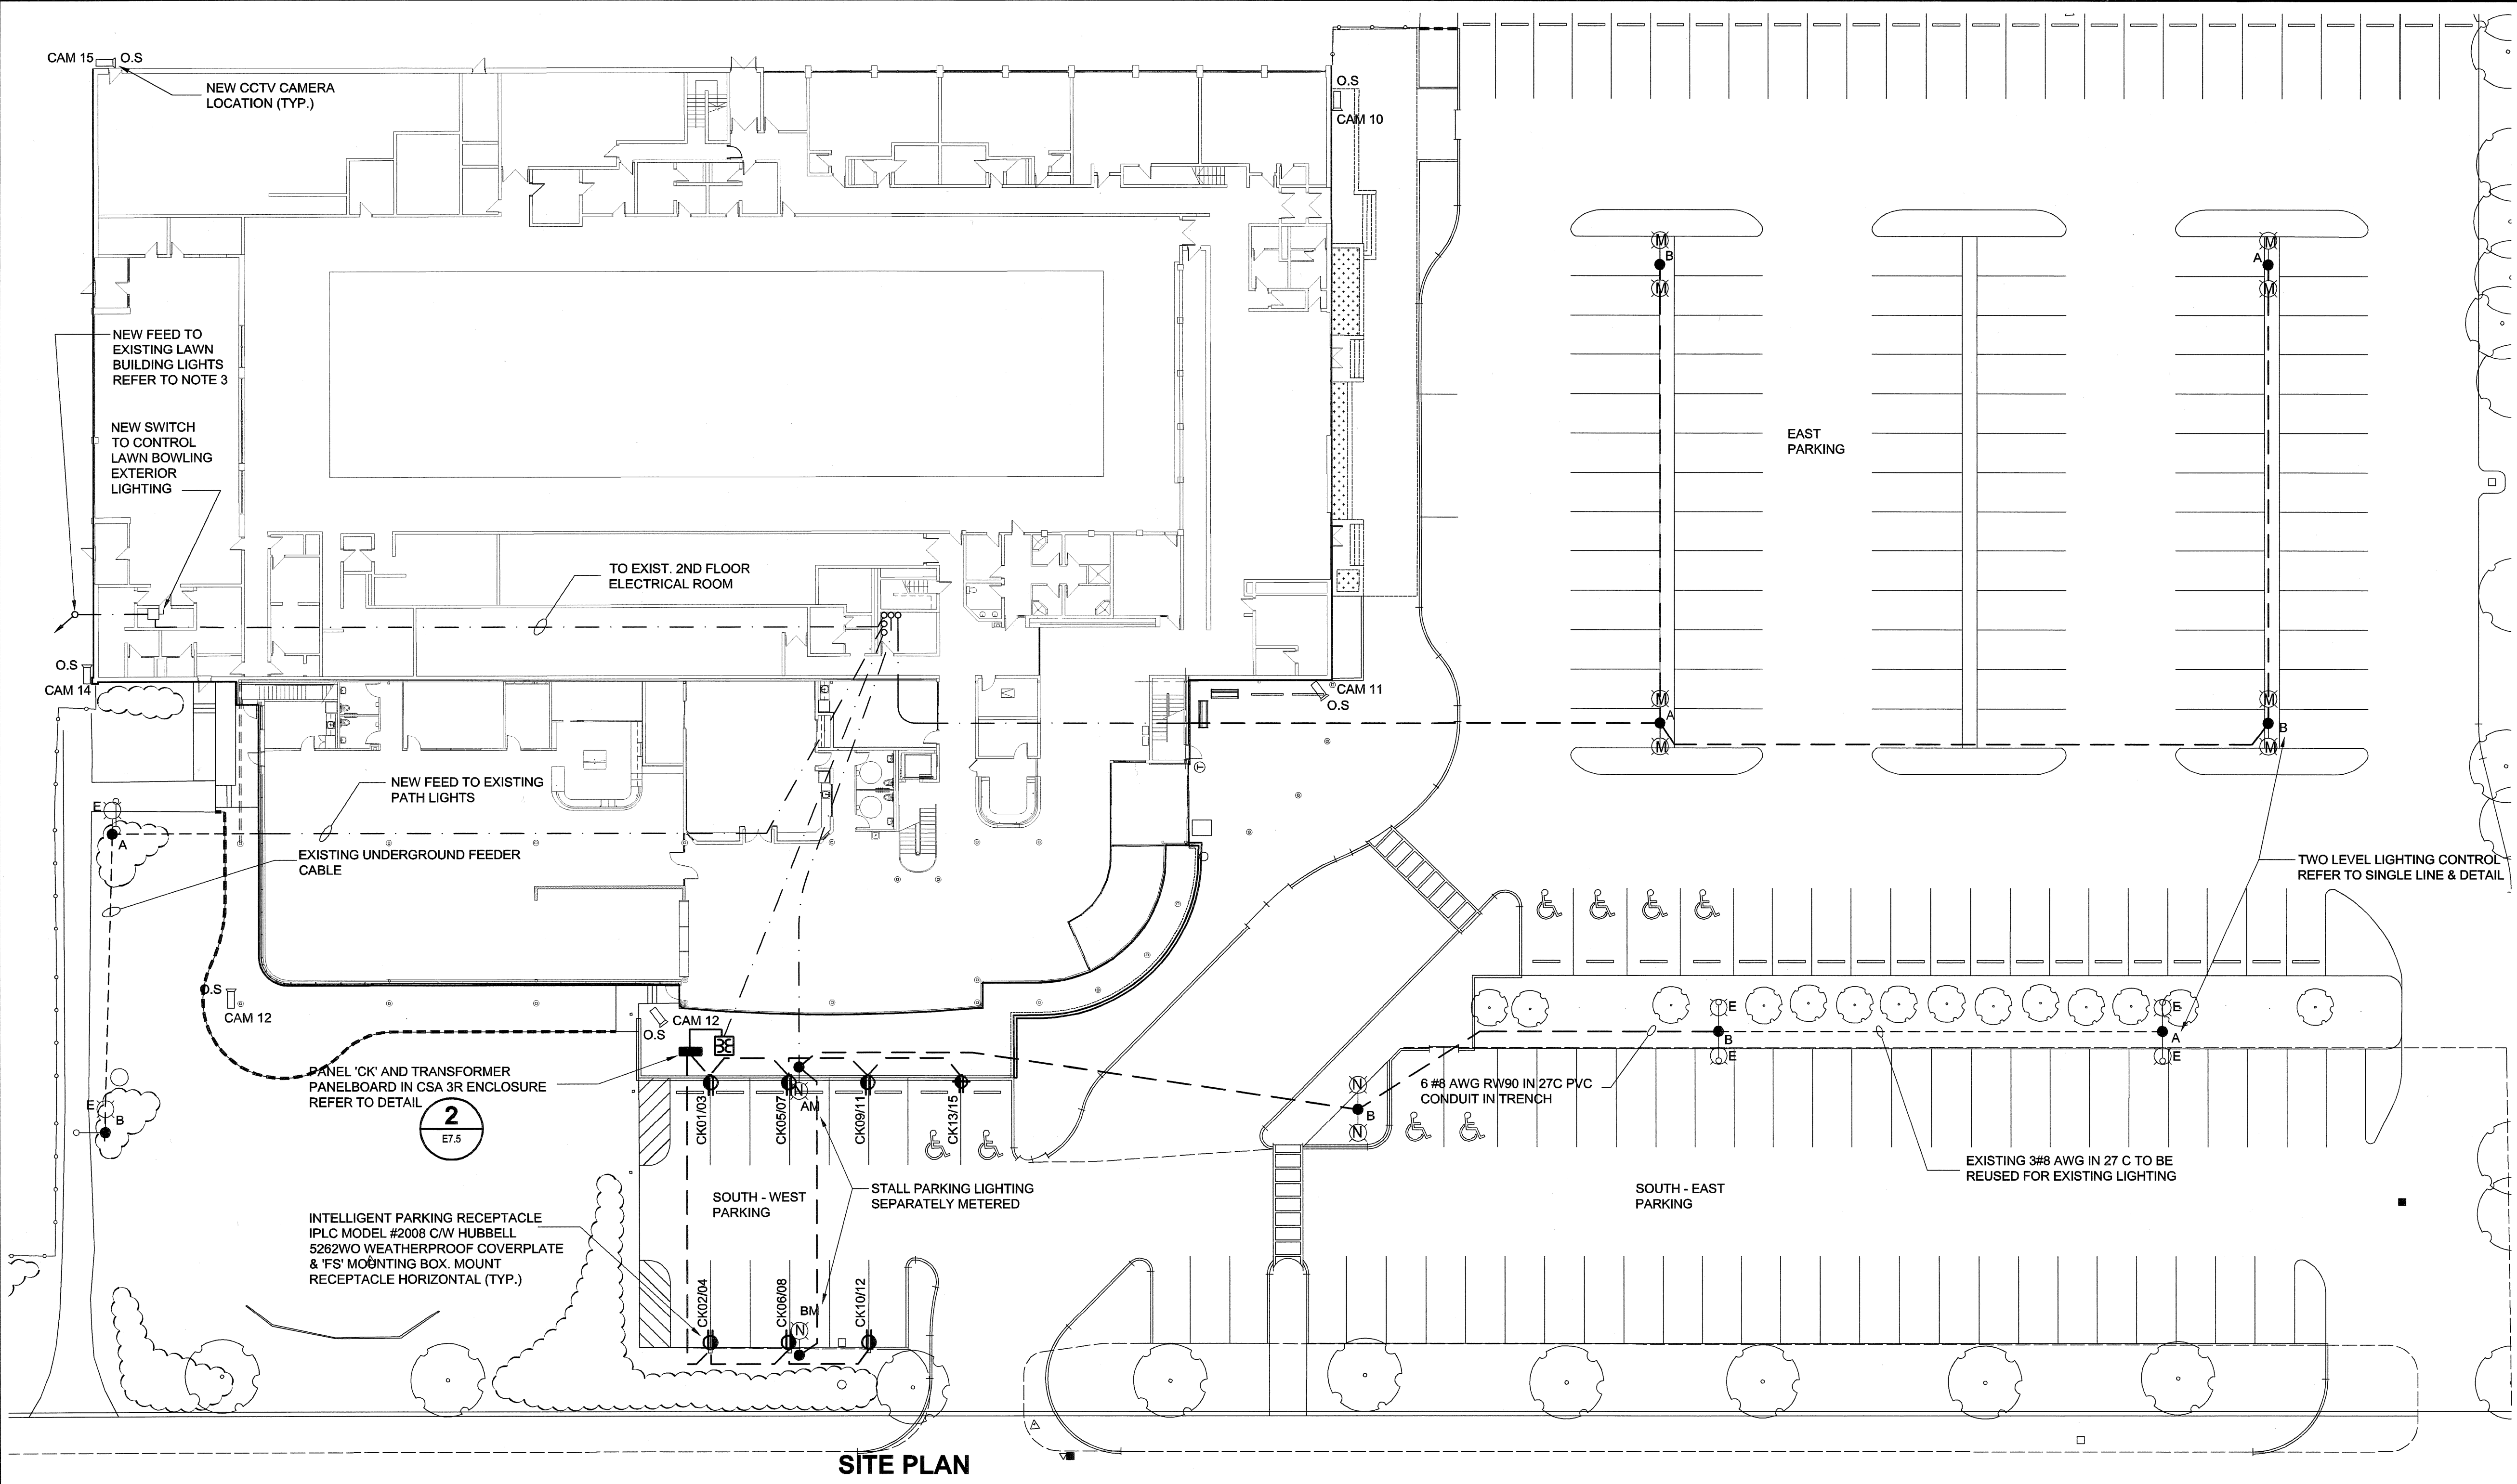 CAM 15
O.S
NEW CCTV CAMERA
LOCATION (TYP.)
O.S
CAM 10
M
B
M
M
A
M
NEW FEED TO
EXISTING LAWN
BUILDING LIGHTS
REFER TO NOTE 3
NEW SWITCH
TO CONTROL
LAWN BOWLING
EXTERIOR
LIGHTING
EAST
PARKING
TO EXIST. 2ND FLOOR
ELECTRICAL ROOM
O.S
CAM 14
CAM 11
O.S
M
A
M
M
B
M
T
NEW FEED TO EXISTING
PATH LIGHTS
E
A
EXISTING UNDERGROUND FEEDER
CABLE
TWO LEVEL LIGHTING CONTROL
REFER TO SINGLE LINE & DETAIL
O.S
CAM 12
CAM 12
O.S
E
B
E
E
A
E
PANEL 'CK' AND TRANSFORMER
PANELBOARD IN CSA 3R ENCLOSURE
REFER TO DETAIL
2
E7.5
E
B
N
AM
CK01/03
CK05/07
CK09/11
CK13/15
N
B
N
6 #8 AWG RW90 IN 27C PVC
CONDUIT IN TRENCH
EXISTING 3#8 AWG IN 27 C TO BE
REUSED FOR EXISTING LIGHTING
STALL PARKING LIGHTING
SEPARATELY METERED
SOUTH - WEST
PARKING
SOUTH - EAST
PARKING
INTELLIGENT PARKING RECEPTACLE
IPLC MODEL #2008 C/W HUBBELL
5262WO WEATHERPROOF COVERPLATE
& 'FS' MOUNTING BOX. MOUNT
RECEPTACLE HORIZONTAL (TYP.)
CK02/04
CK06/08
CK10/12
BM
N
SITE PLAN